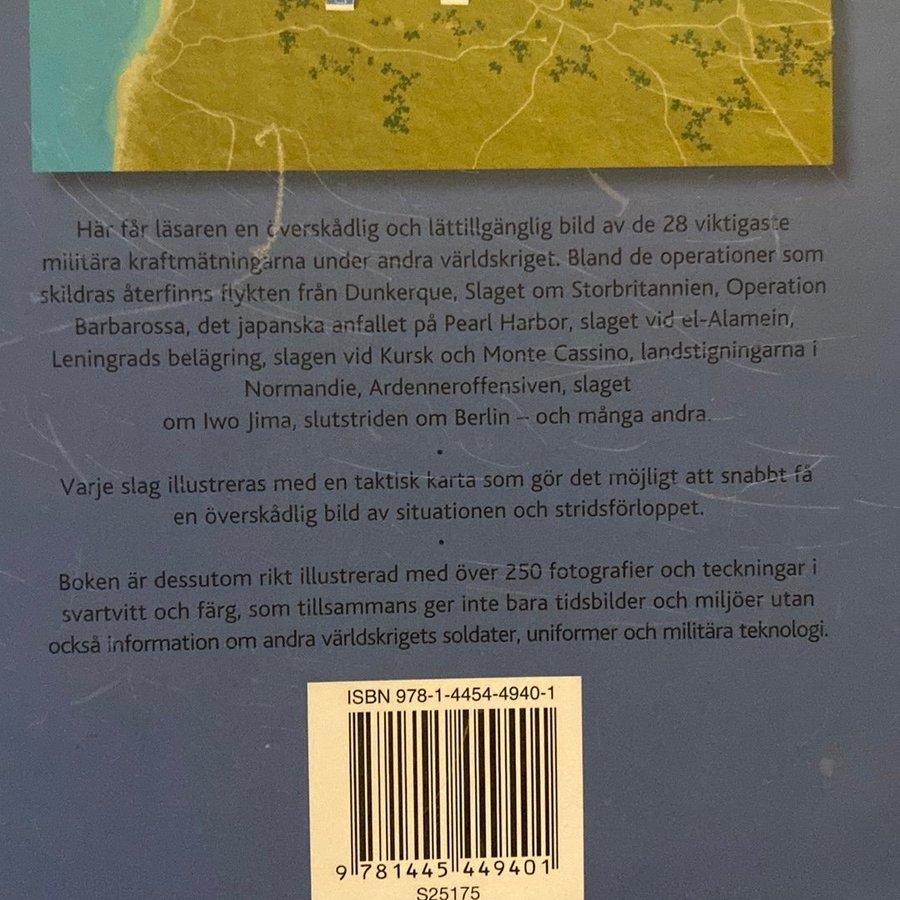 Här får läsaren en överskådlig och lättillgänglig bild av de 28 viktigaste
militära kraftmätningarna under andra världskriget. Bland de operationer som
skildras återfinns flykten från Dunkerque, Slaget om Storbritannien, Operation
Barbarossa, det japanska anfallet på Pearl Harbor, slaget vid el-Alamein,
Leningrads belägring, slagen vid Kursk och Monte Cassino, landstigningarna i
Normandie, Ardenneroffensiven, slaget
om Iwo Jima, slutstriden om Berlin – och många andra.
•
Varje slag illustreras med en taktisk karta som gör det möjligt att snabbt få
en överskådlig bild av situationen och stridsförloppet.
•
Boken är dessutom rikt illustrerad med över 250 fotografier och teckningar i
svartvitt och färg, som tillsammans ger inte bara tidsbilder och miljöer utan
också information om andra världskrigets soldater, uniformer och militära teknologi.
ISBN 978-1-4454-4940-1
9 781445 449401
S25175